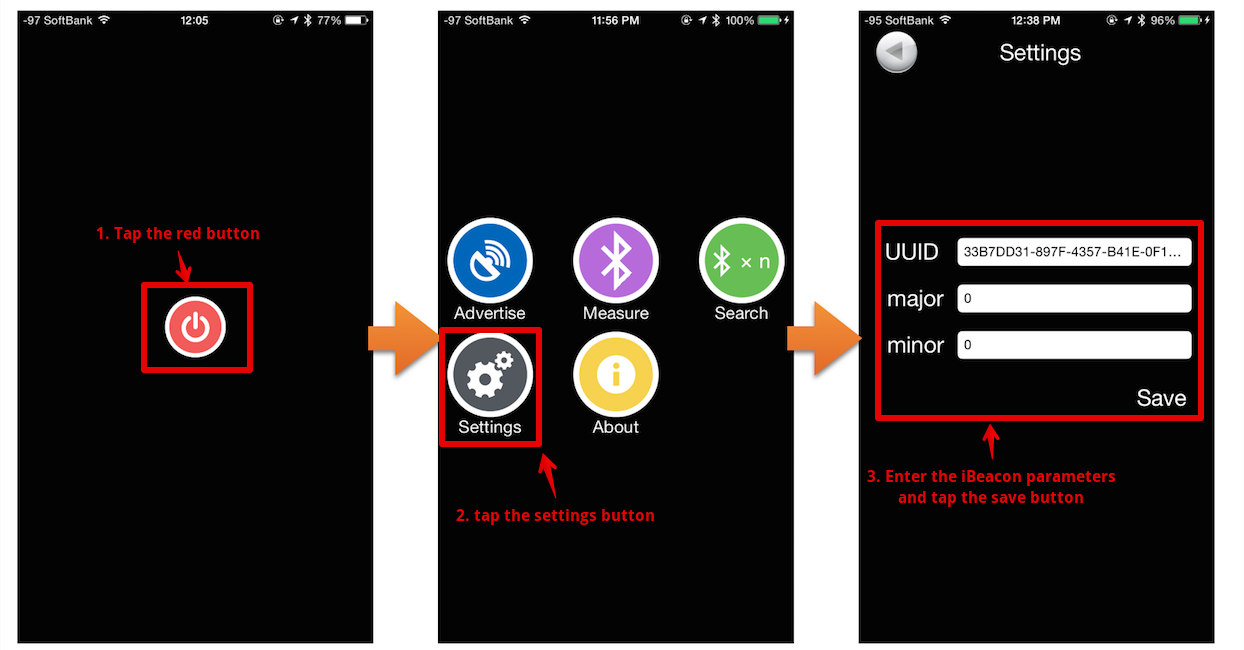 -97 SoftBank 12:05 77%
1. Tap the red button
-97 SoftBank 11:56 PM 100%
Advertise
Measure
× n
Search
Settings
About
2. tap the settings button
-95 SoftBank 12:38 PM 96%
Settings
UUID 33B7DD31-897F-4357-B41E-0F1...
major 0
minor 0
Save
3. Enter the iBeacon parameters
and tap the save button